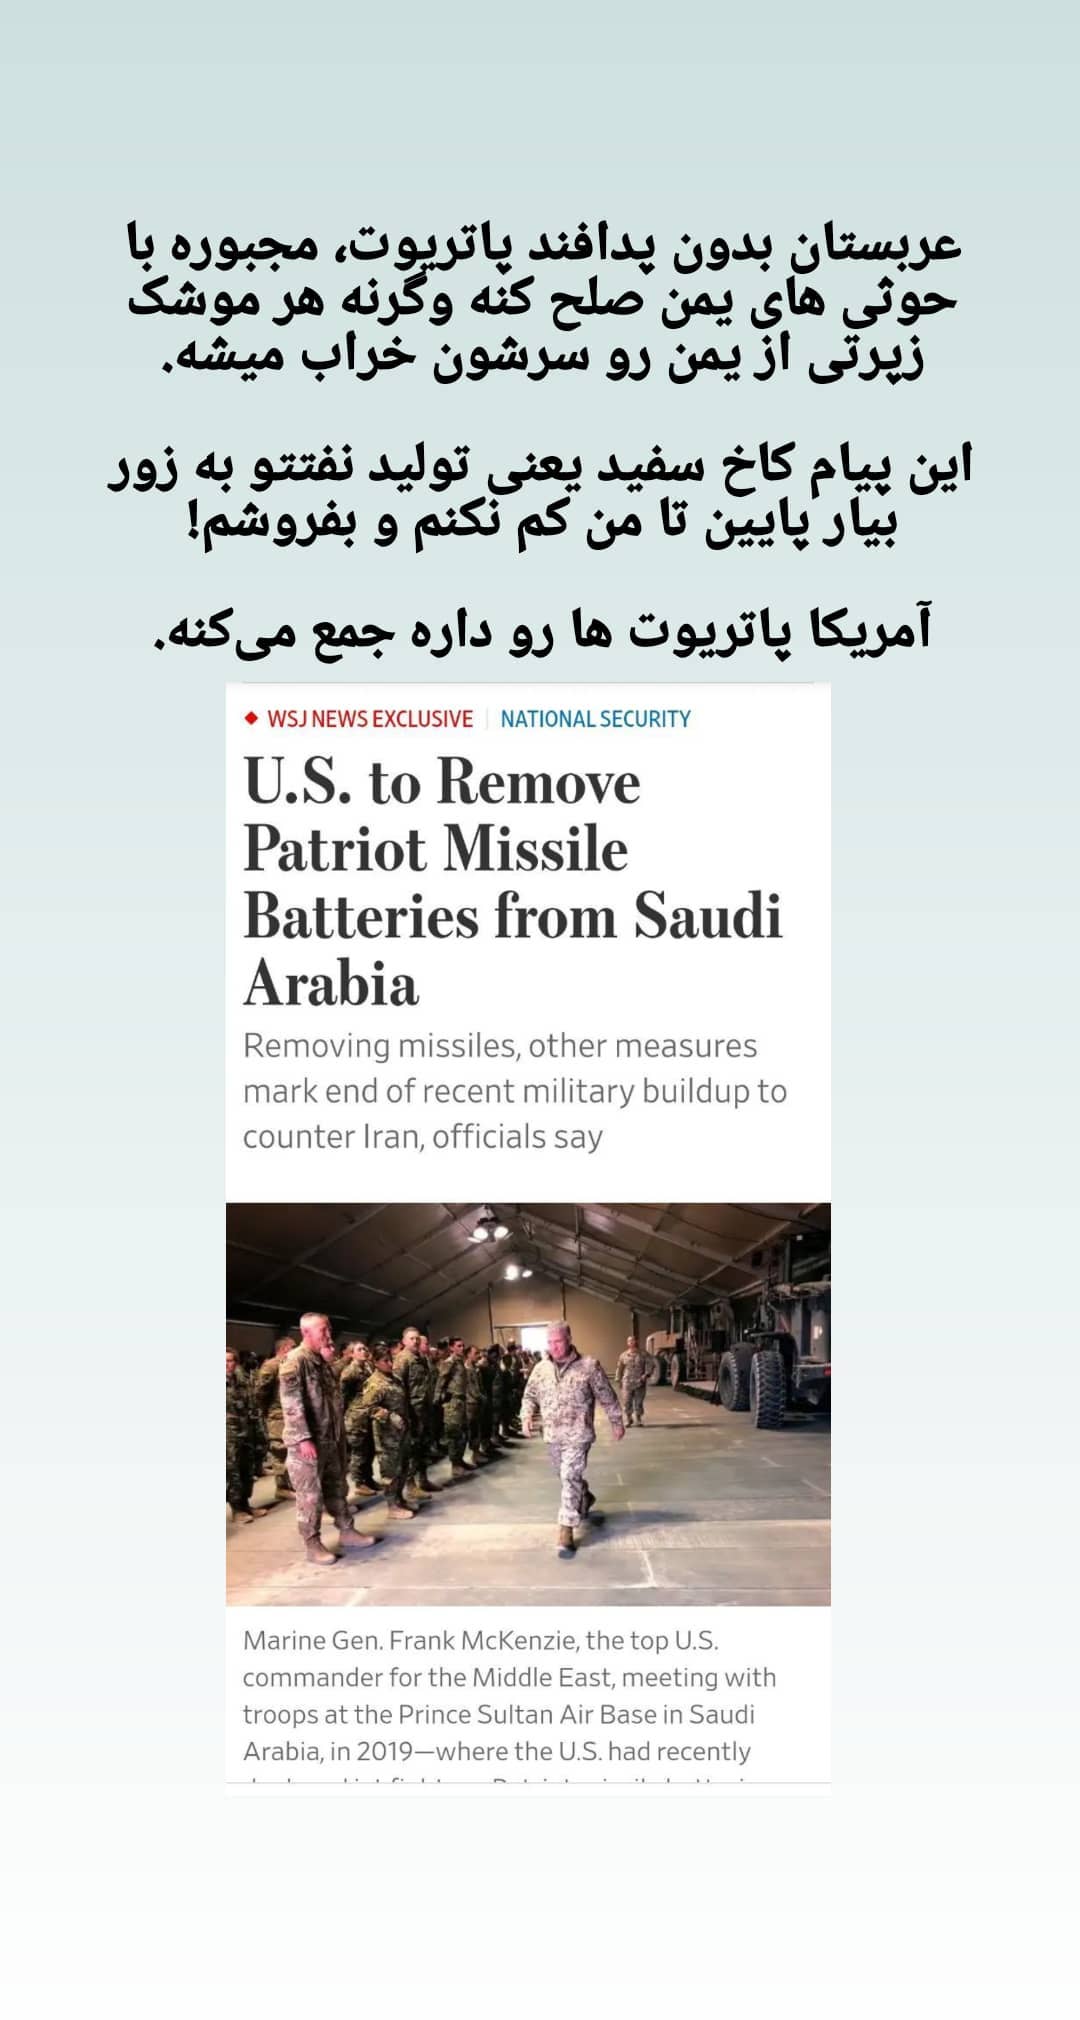 عربستان بدون پدافند پاتریوت، مجبوره با
حوثی های یمن صلح کنه وگرنه هر موشک
زپرتی از یمن رو سرشون خراب میشه.
این پیام کاخ سفید یعنی تولید نفتتو به زور
بیار پایین تا من کم نکنم و بفروشم!
آمریکا پاتریوت ها رو داره جمع می‌کنه.
WSJ NEWS EXCLUSIVE | NATIONAL SECURITY
U.S. to Remove
Patriot Missile
Batteries from Saudi
Arabia
Removing missiles, other measures
mark end of recent military buildup to
counter Iran, officials say
Marine Gen. Frank McKenzie, the top U.S.
commander for the Middle East, meeting with
troops at the Prince Sultan Air Base in Saudi
Arabia, in 2019—where the U.S. had recently